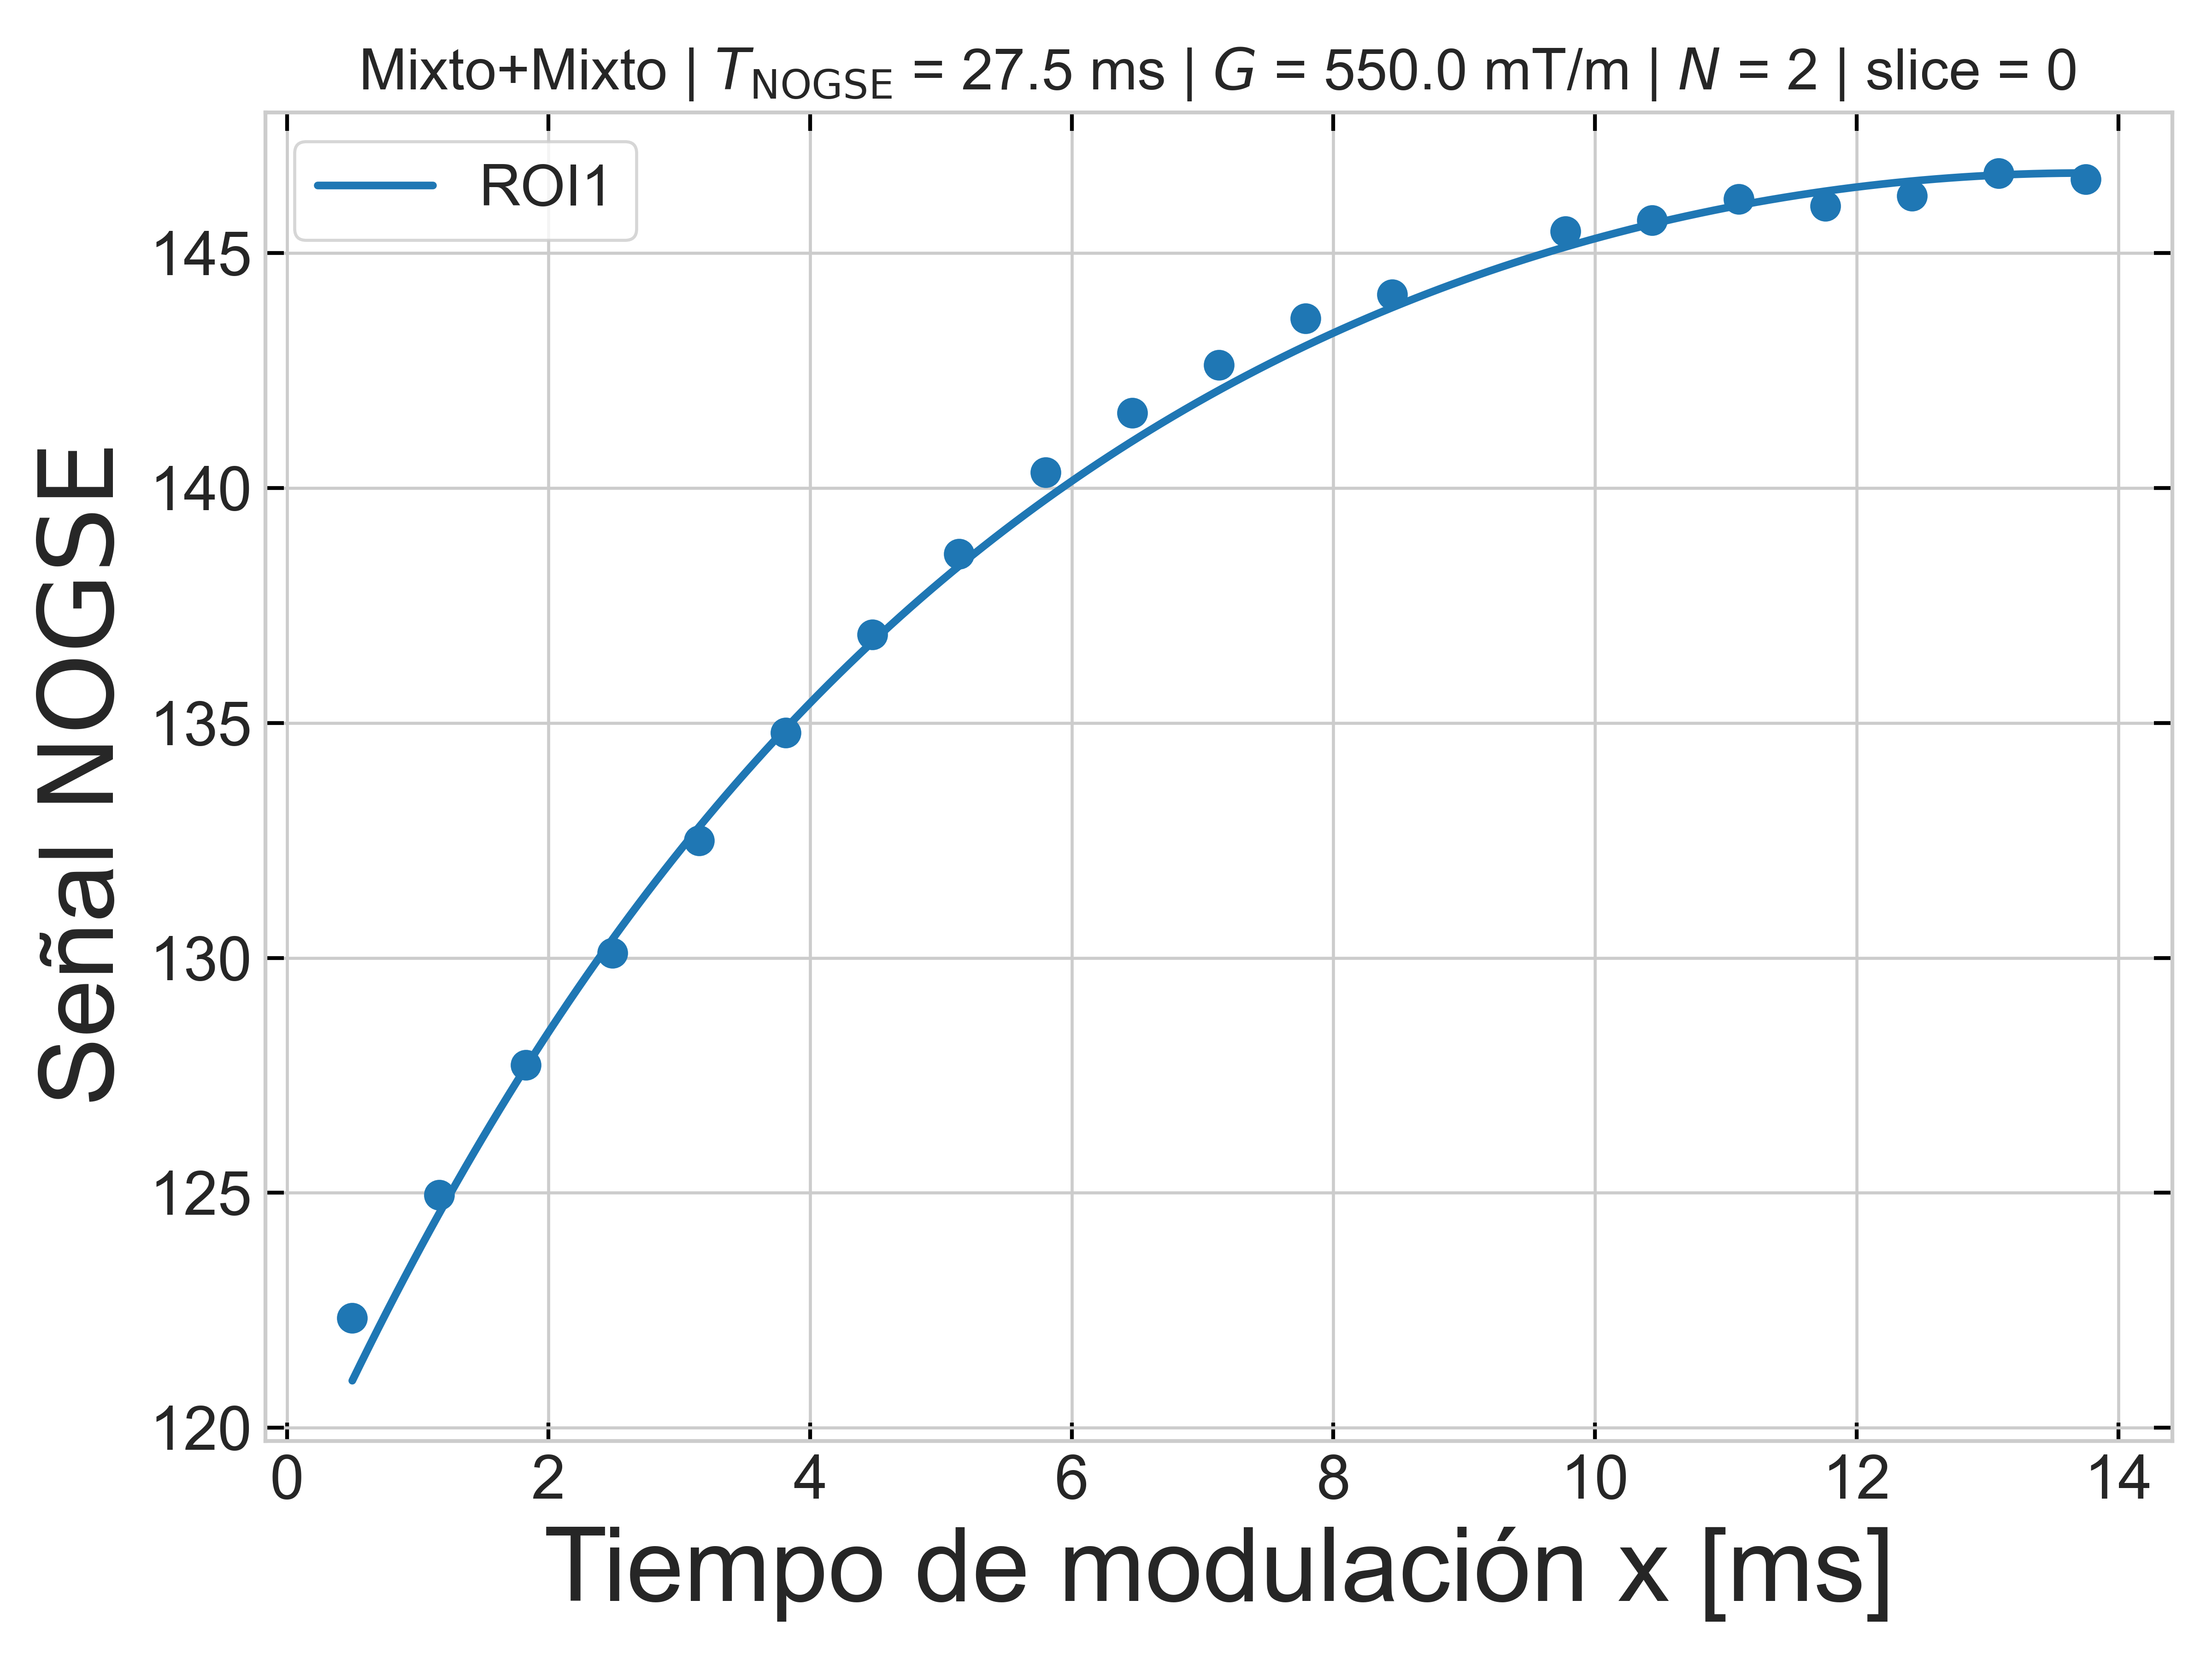 Mixto+Mixto | T_NOGSE = 27.5 ms | G = 550.0 mT/m | N = 2 | slice = 0
ROI1
Señal NOGSE
145
140
135
130
125
120
0 2 4 6 8 10 12 14
Tiempo de modulación x [ms]